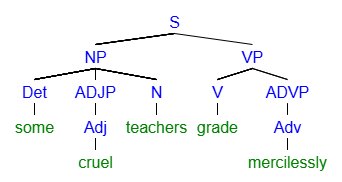 S
NP VP
Det ADJP N V ADVP
some Adj teachers grade Adv
cruel mercilessly